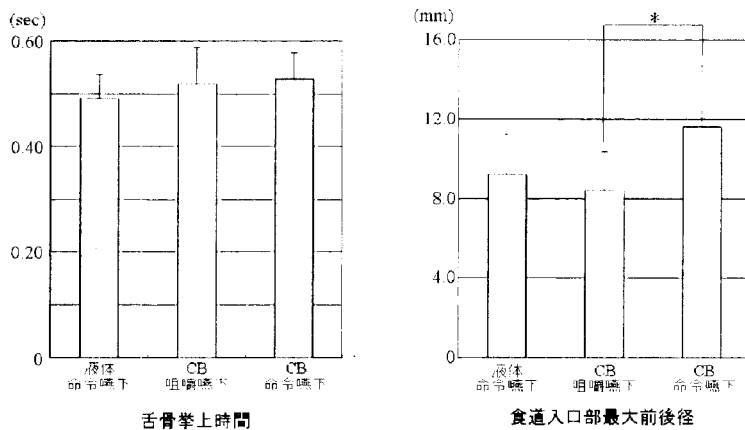 (sec)
0.60
0.40
0.20
0
液体
命令嚥下
CB
咀嚼嚥下
CB
命令嚥下
舌骨挙上時間
(mm)
16.0
12.0
8.0
4.0
0
*
液体
命令嚥下
CB
咀嚼嚥下
CB
命令嚥下
食道入口部最大前後径